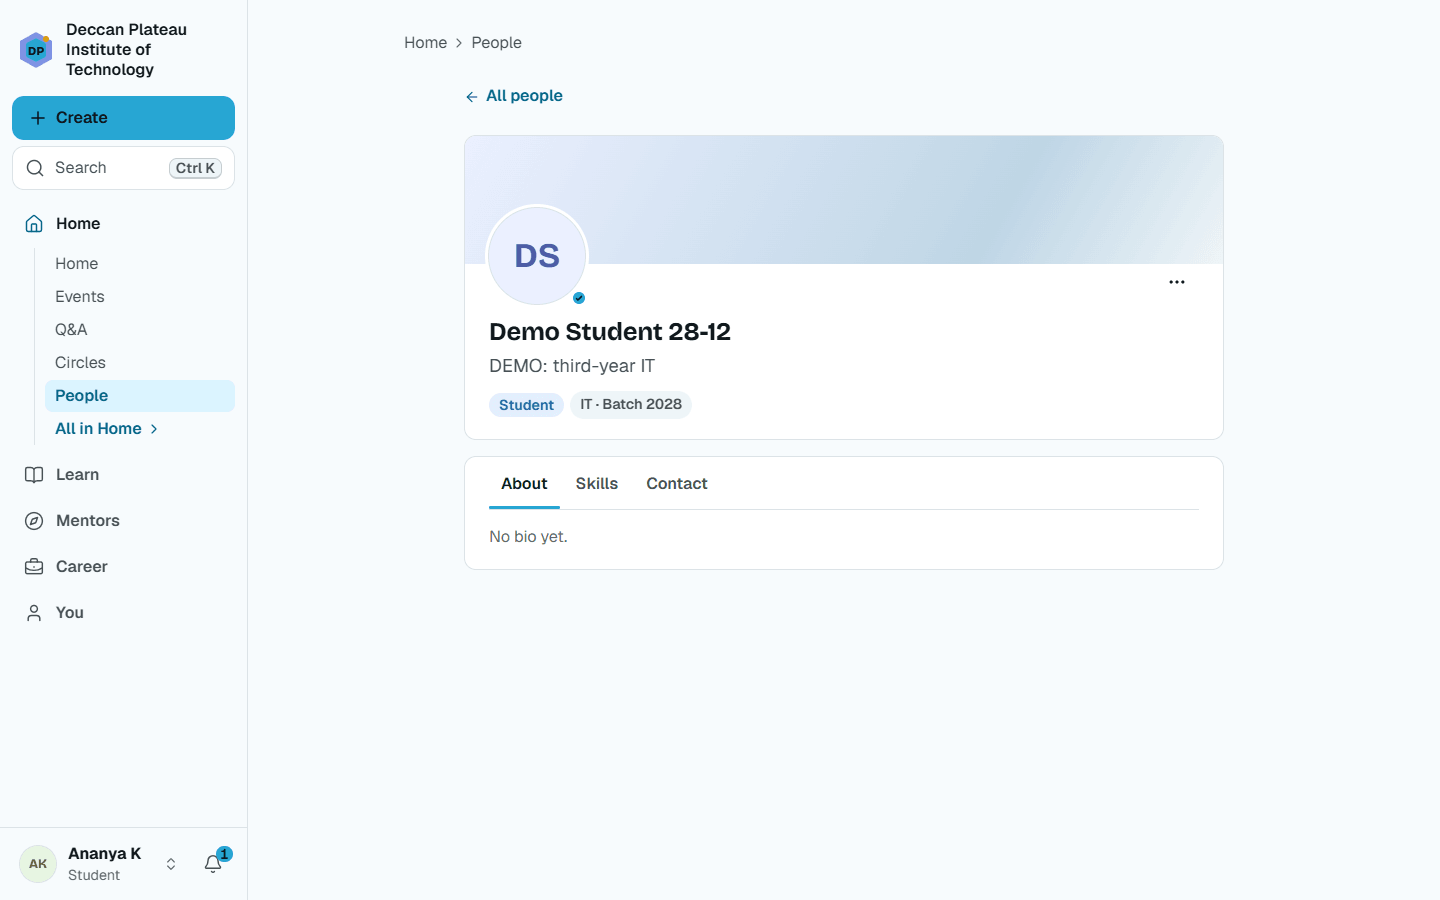 DP
Deccan Plateau
Institute of
Technology
Create
Search
Ctrl K
Home
Home
Events
Q&A
Circles
People
All in Home
Learn
Mentors
Career
You
AK
Ananya K
Student
1
Home
People
All people
DS
Demo Student 28-12
DEMO: third-year IT
Student
IT · Batch 2028
About
Skills
Contact
No bio yet.